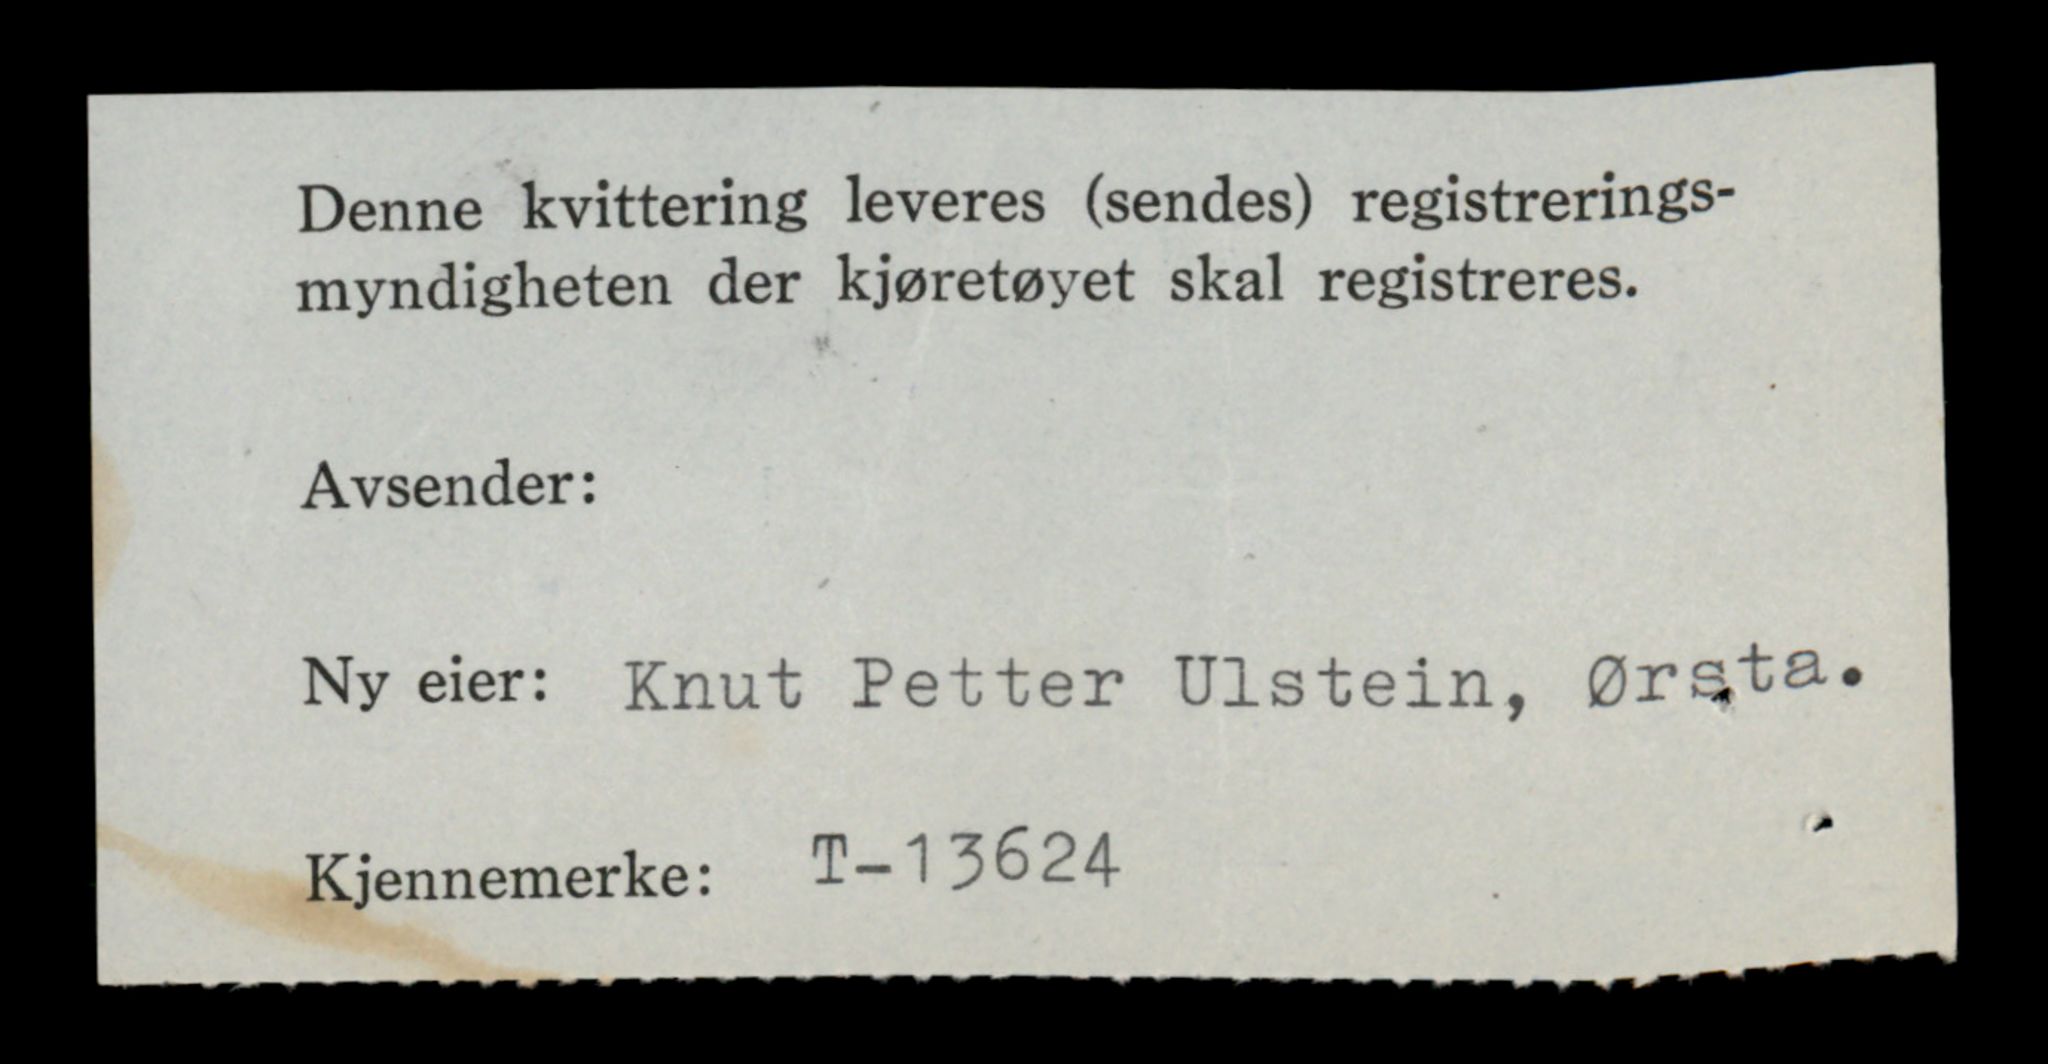 Denne kvittering leveres (sendes) registrerings-
myndigheten der kjøretøyet skal registreres.
Avsender:
Ny eier: Knut Petter Ulstein, Ørsta.
Kjennemerke: T-13624